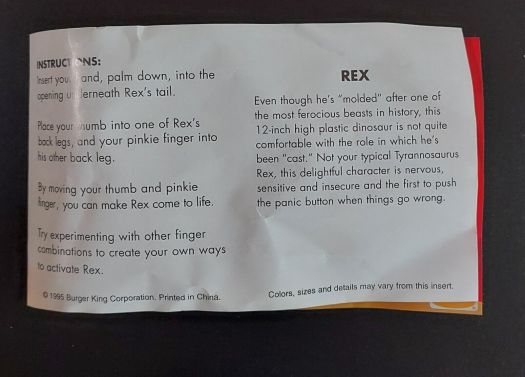 INSTRUCTIONS:
Insert your hand, palm down, into the
opening underneath Rex's tail.
Place your thumb into one of Rex's
back legs, and your pinkie finger into
his other back leg.
By moving your thumb and pinkie
finger, you can make Rex come to life.
Try experimenting with other finger
combinations to create your own ways
to activate Rex.
© 1995 Burger King Corporation. Printed in China.
REX
Even though he's "molded" after one of
the most ferocious beasts in history, this
12-inch high plastic dinosaur is not quite
comfortable with the role in which he's
been "cast." Not your typical Tyrannosaurus
Rex, this delightful character is nervous,
sensitive and insecure and the first to push
the panic button when things go wrong.
Colors, sizes and details may vary from this insert.